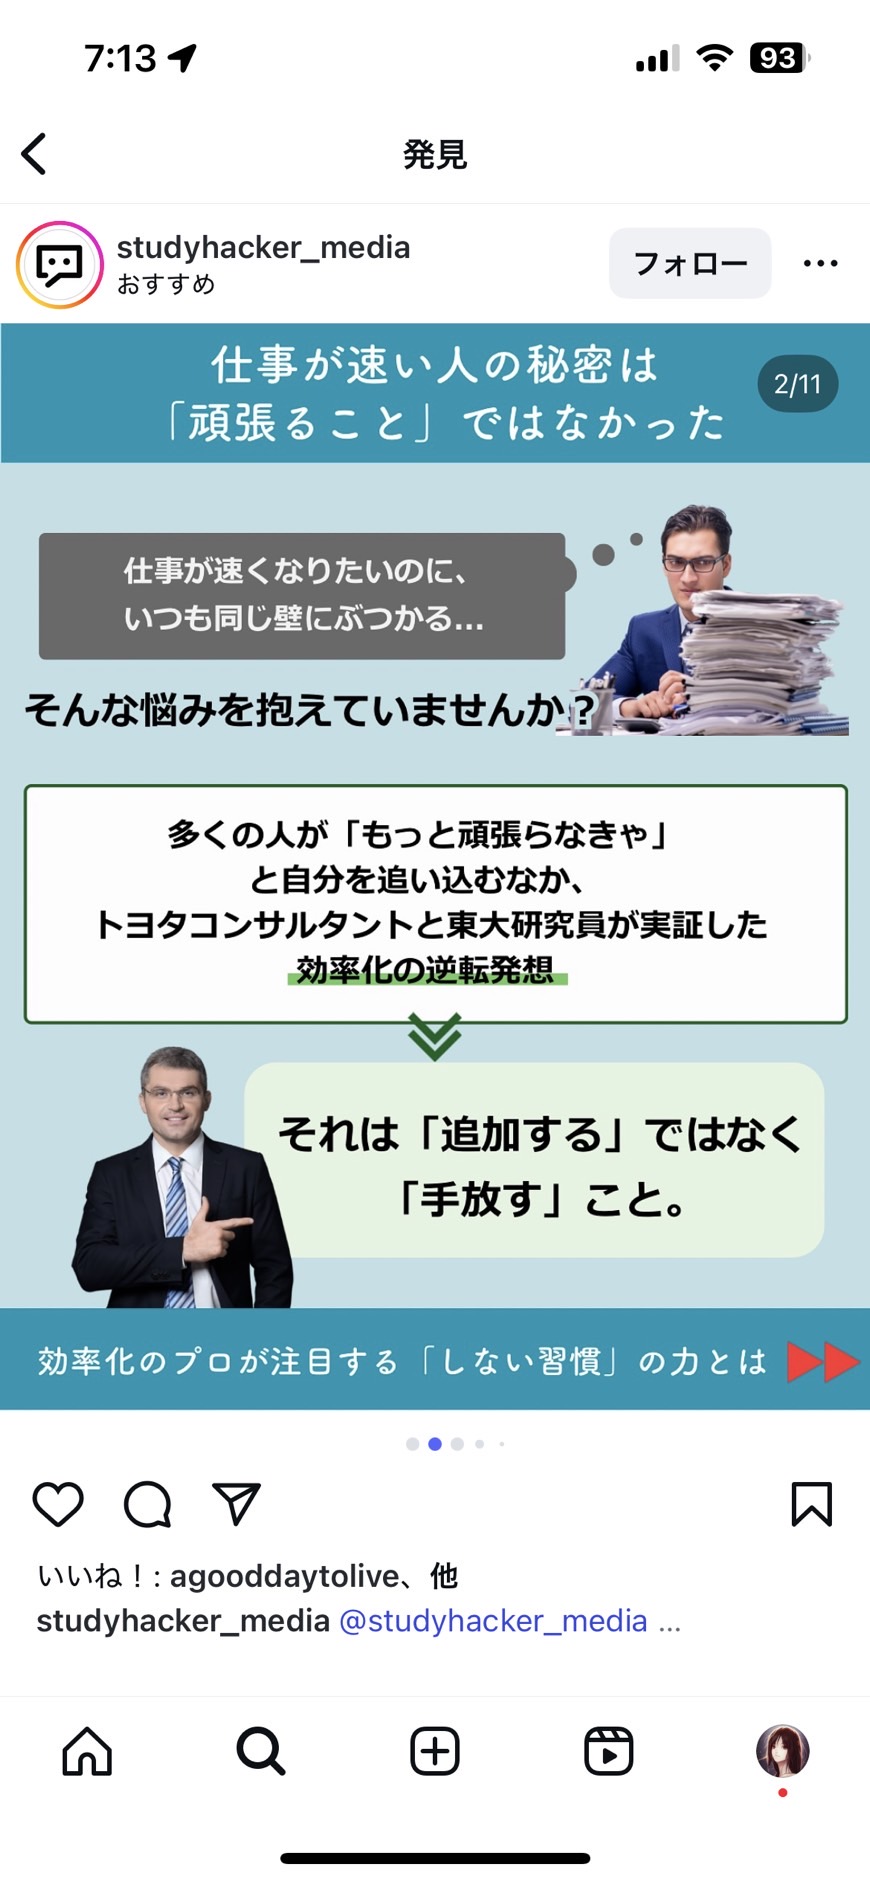 7:13
93
発見
studyhacker_media
おすすめ
フォロー
仕事が速い人の秘密は
「頑張ること」ではなかった
2/11
仕事が速くなりたいのに、
いつも同じ壁にぶつかる...
そんな悩みを抱えていませんか?
多くの人が「もっと頑張らなきゃ」
と自分を追い込むなか、
トヨタコンサルタントと東大研究員が実証した
効率化の逆転発想
それは「追加する」ではなく
「手放す」こと。
効率化のプロが注目する「しない習慣」の力とは
いいね！: agooddaytolive、他
studyhacker_media @studyhacker_media ...